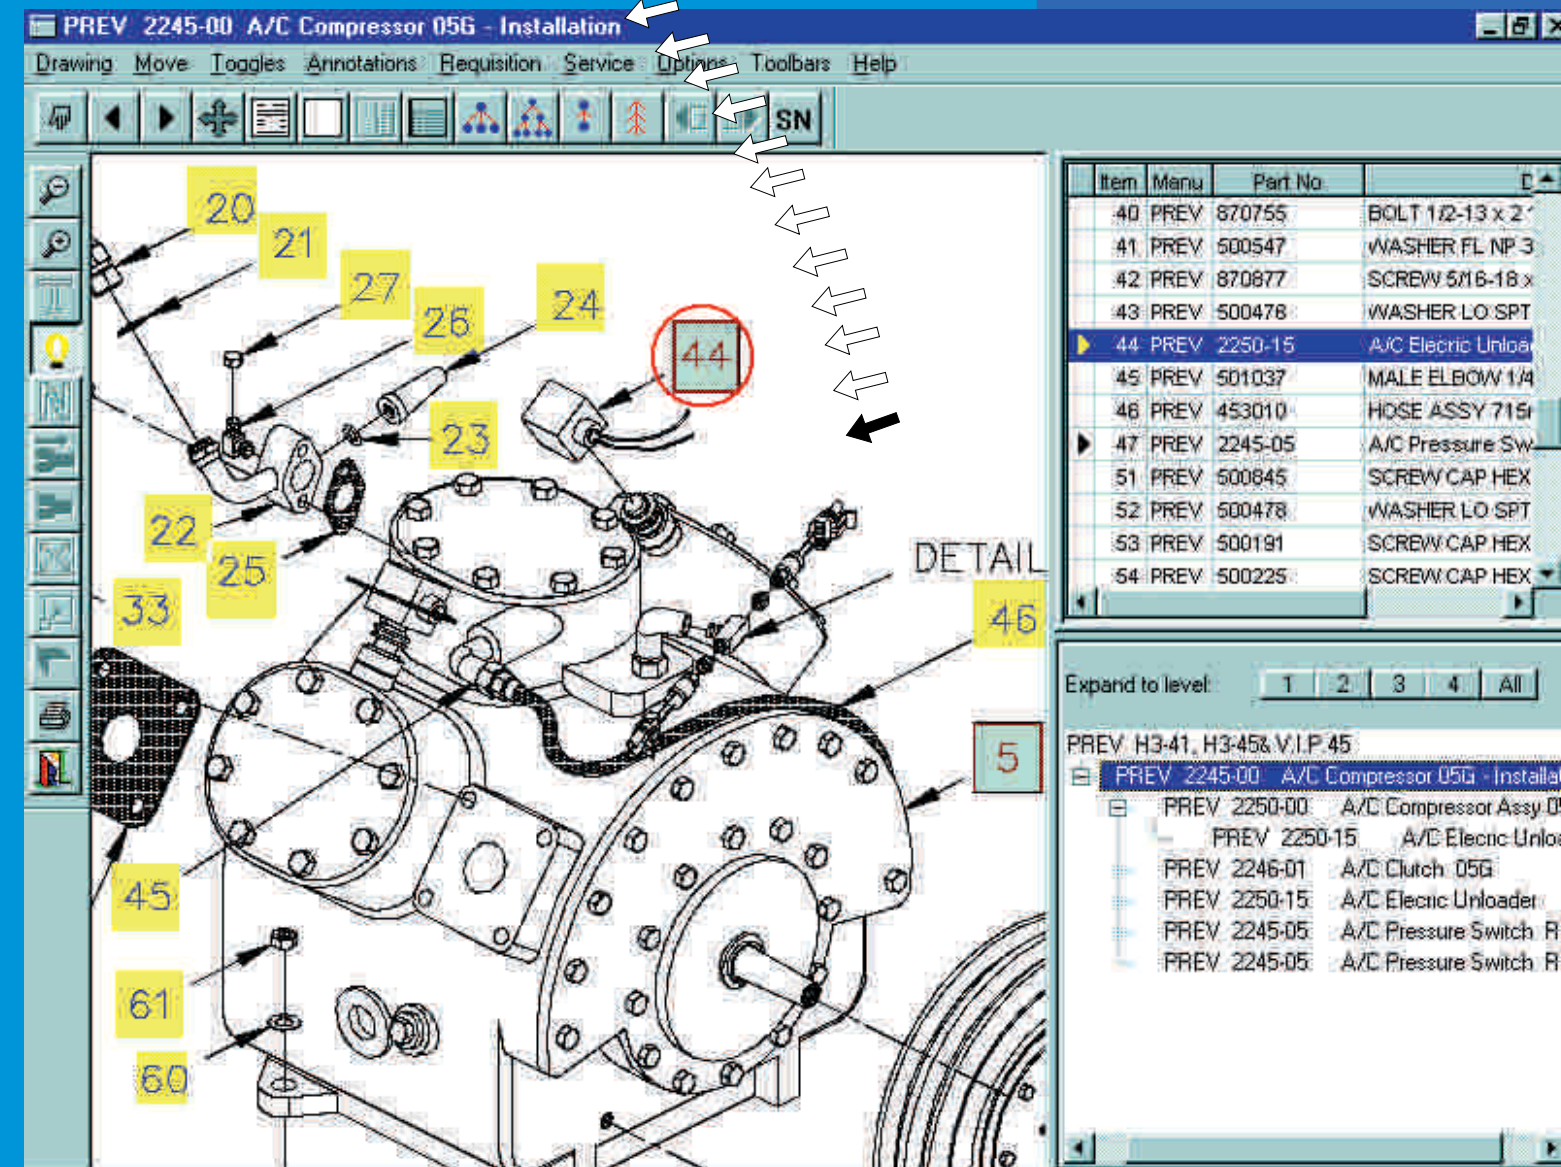 PREV 2245-00 A/C Compressor 05G - Installation
Drawing Move Toggles Annotations Requisition Service Options Toolbars Help
SN
20
21
27
26
24
44
23
22
25
DETAIL
33
46
5
45
61
60
Item Manu Part No D
40 PREV 870755 BOLT 1/2-13 x 2
41 PREV 500547 WASHER FL NP 3
42 PREV 870877 SCREW 5/16-18 x
43 PREV 500478 WASHER LO SPT
44 PREV 2250-15 A/C Elecric Unloa
45 PREV 501037 MALE ELBOW 1/4
46 PREV 453010 HOSE ASSY 715
47 PREV 2245-05 A/C Pressure Sw
51 PREV 500845 SCREW CAP HEX
52 PREV 500478 WASHER LO SPT
53 PREV 500191 SCREW CAP HEX
54 PREV 500225 SCREW CAP HEX
Expand to level: 1 2 3 4 All
PREV H3-41, H3-45& V.I.P.45
PREV 2245-00 A/C Compressor 05G - Installa
PREV 2250-00 A/C Compressor Assy 0
PREV 2250-15 A/C Elecric Unloa
PREV 2246-01 A/C Clutch 05G
PREV 2250-15 A/C Elecric Unloader
PREV 2245-05 A/C Pressure Switch R
PREV 2245-05 A/C Pressure Switch R